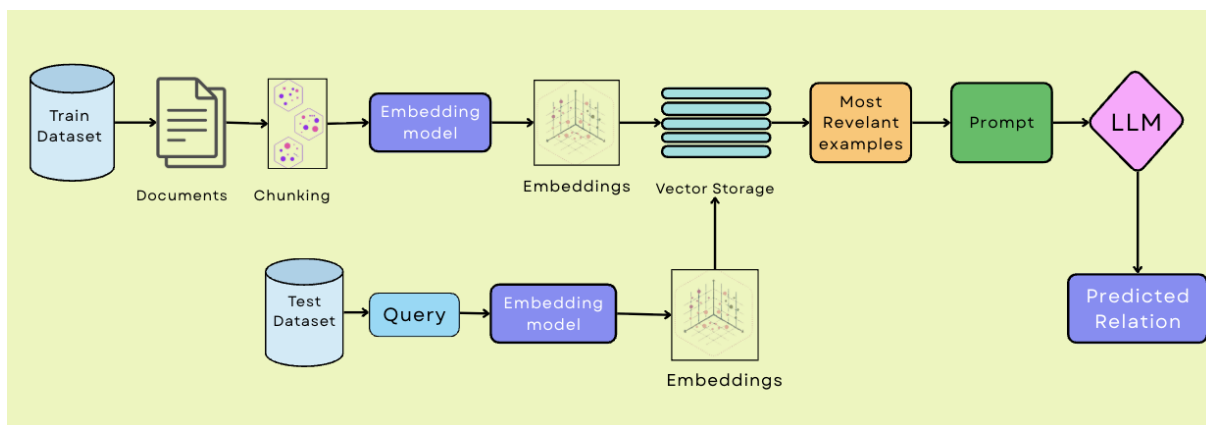 Train
Dataset
Documents
Chunking
Embedding
model
Embeddings
Vector Storage
Most
Revelant
examples
Prompt
LLM
Test
Dataset
Query
Embedding
model
Embeddings
Predicted
Relation